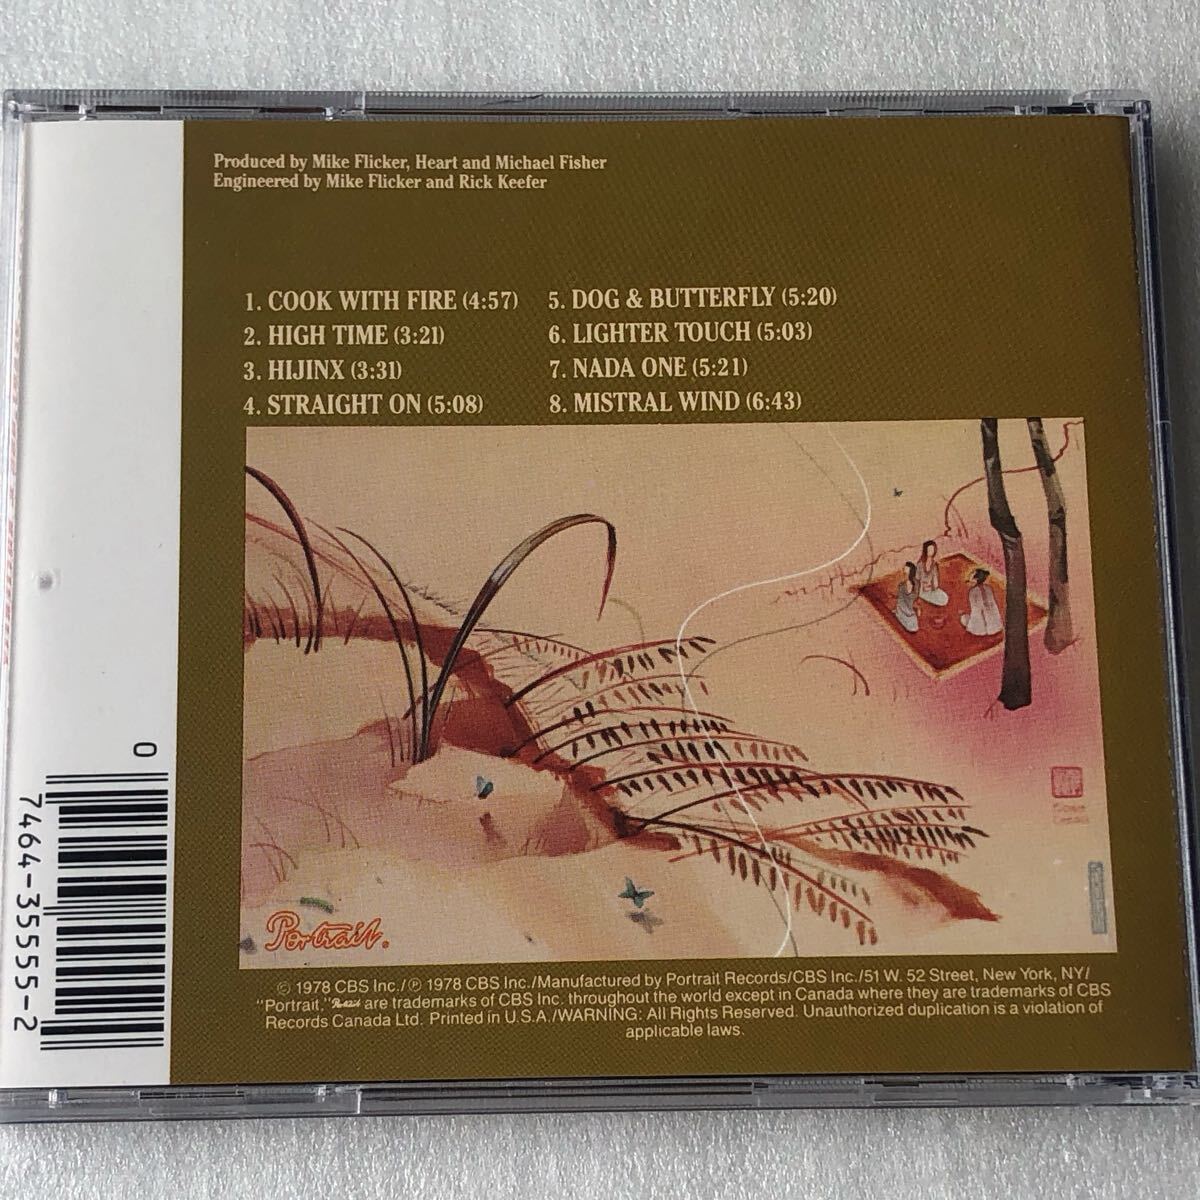 Produced by Mike Flicker, Heart and Michael Fisher
Engineered by Mike Flicker and Rick Keefer
1. COOK WITH FIRE (4:57)
2. HIGH TIME (3:21)
3. HIJINX (3:31)
4. STRAIGHT ON (5:08)
5. DOG & BUTTERFLY (5:20)
6. LIGHTER TOUCH (5:03)
7. NADA ONE (5:21)
8. MISTRAL WIND (6:43)
Portrait.
© 1978 CBS Inc./℗ 1978 CBS Inc./Manufactured by Portrait Records/CBS Inc./51 W. 52 Street, New York, NY/
"Portrait," Portrait are trademarks of CBS Inc. throughout the world except in Canada where they are trademarks of CBS
Records Canada Ltd. Printed in U.S.A./WARNING: All Rights Reserved. Unauthorized duplication is a violation of
applicable laws.
0
7464-35555-2